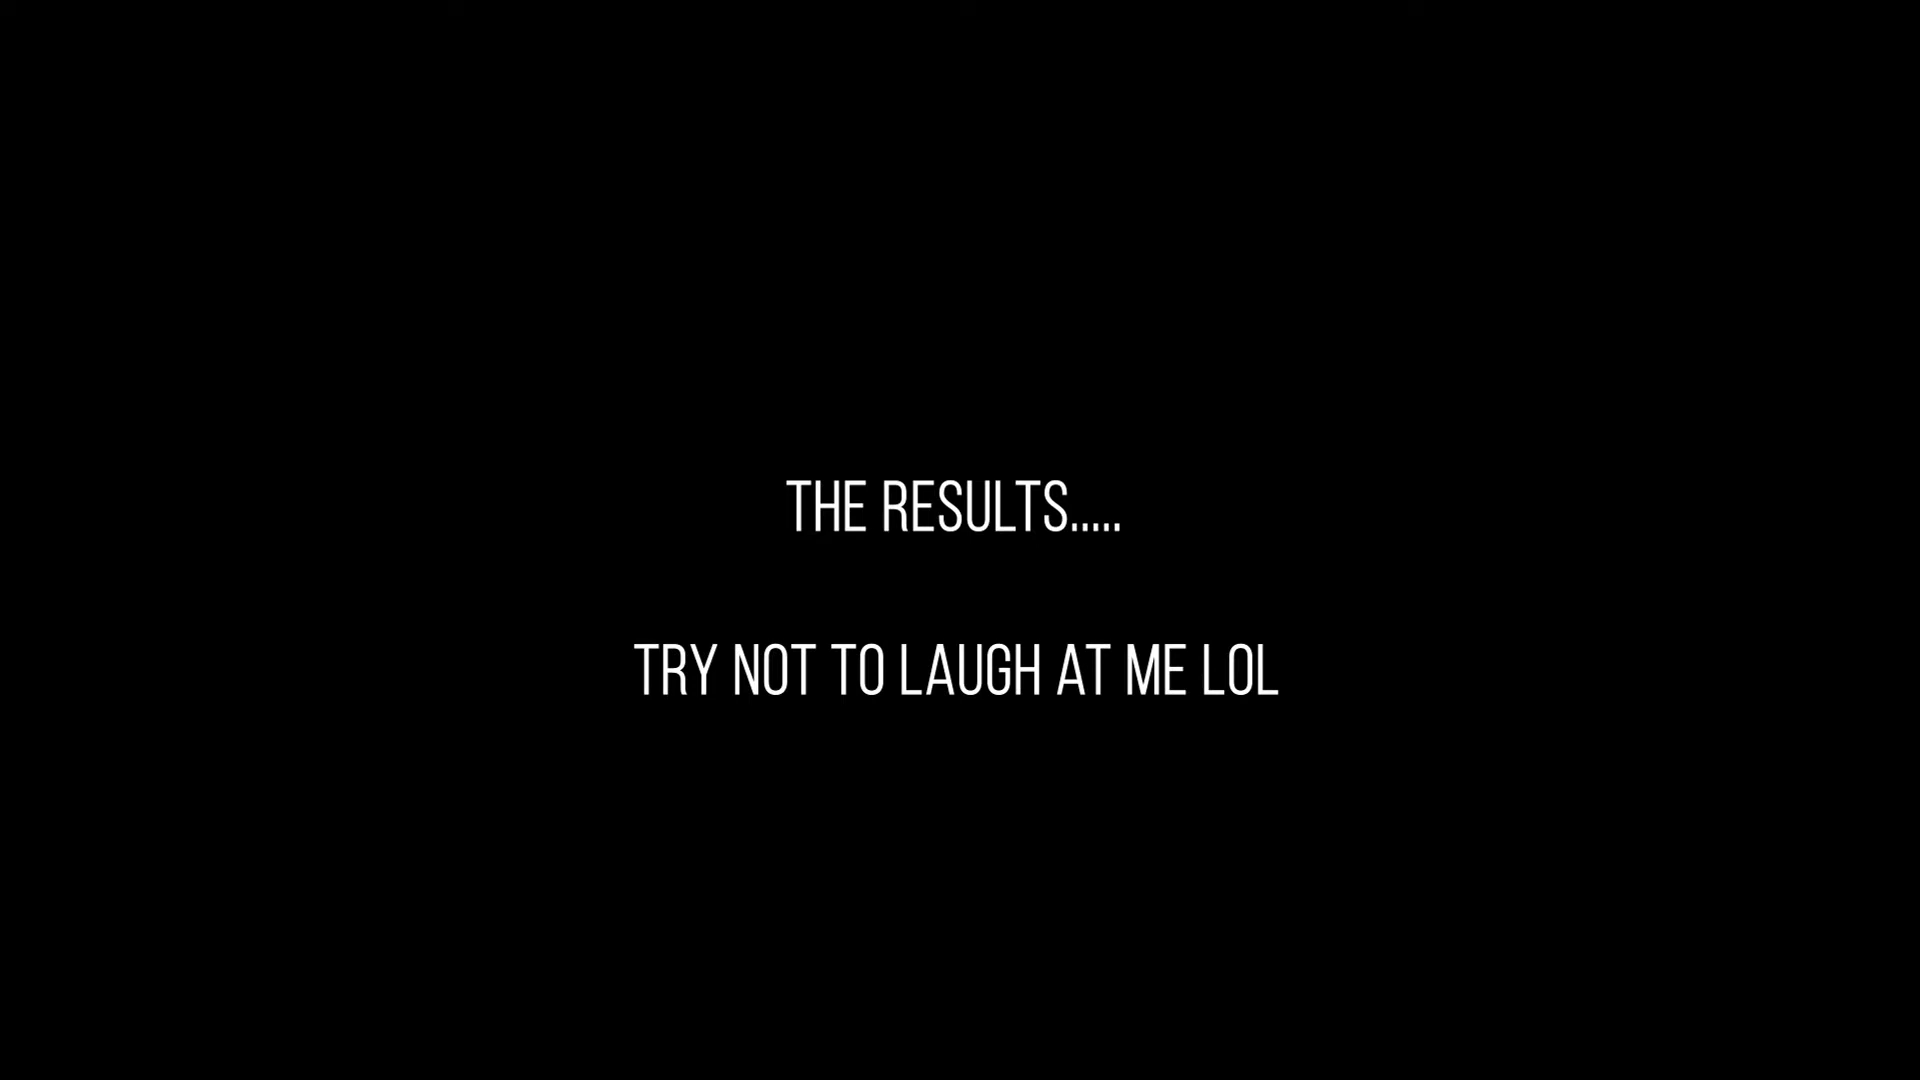 THE RESULTS.....
TRY NOT TO LAUGH AT ME LOL